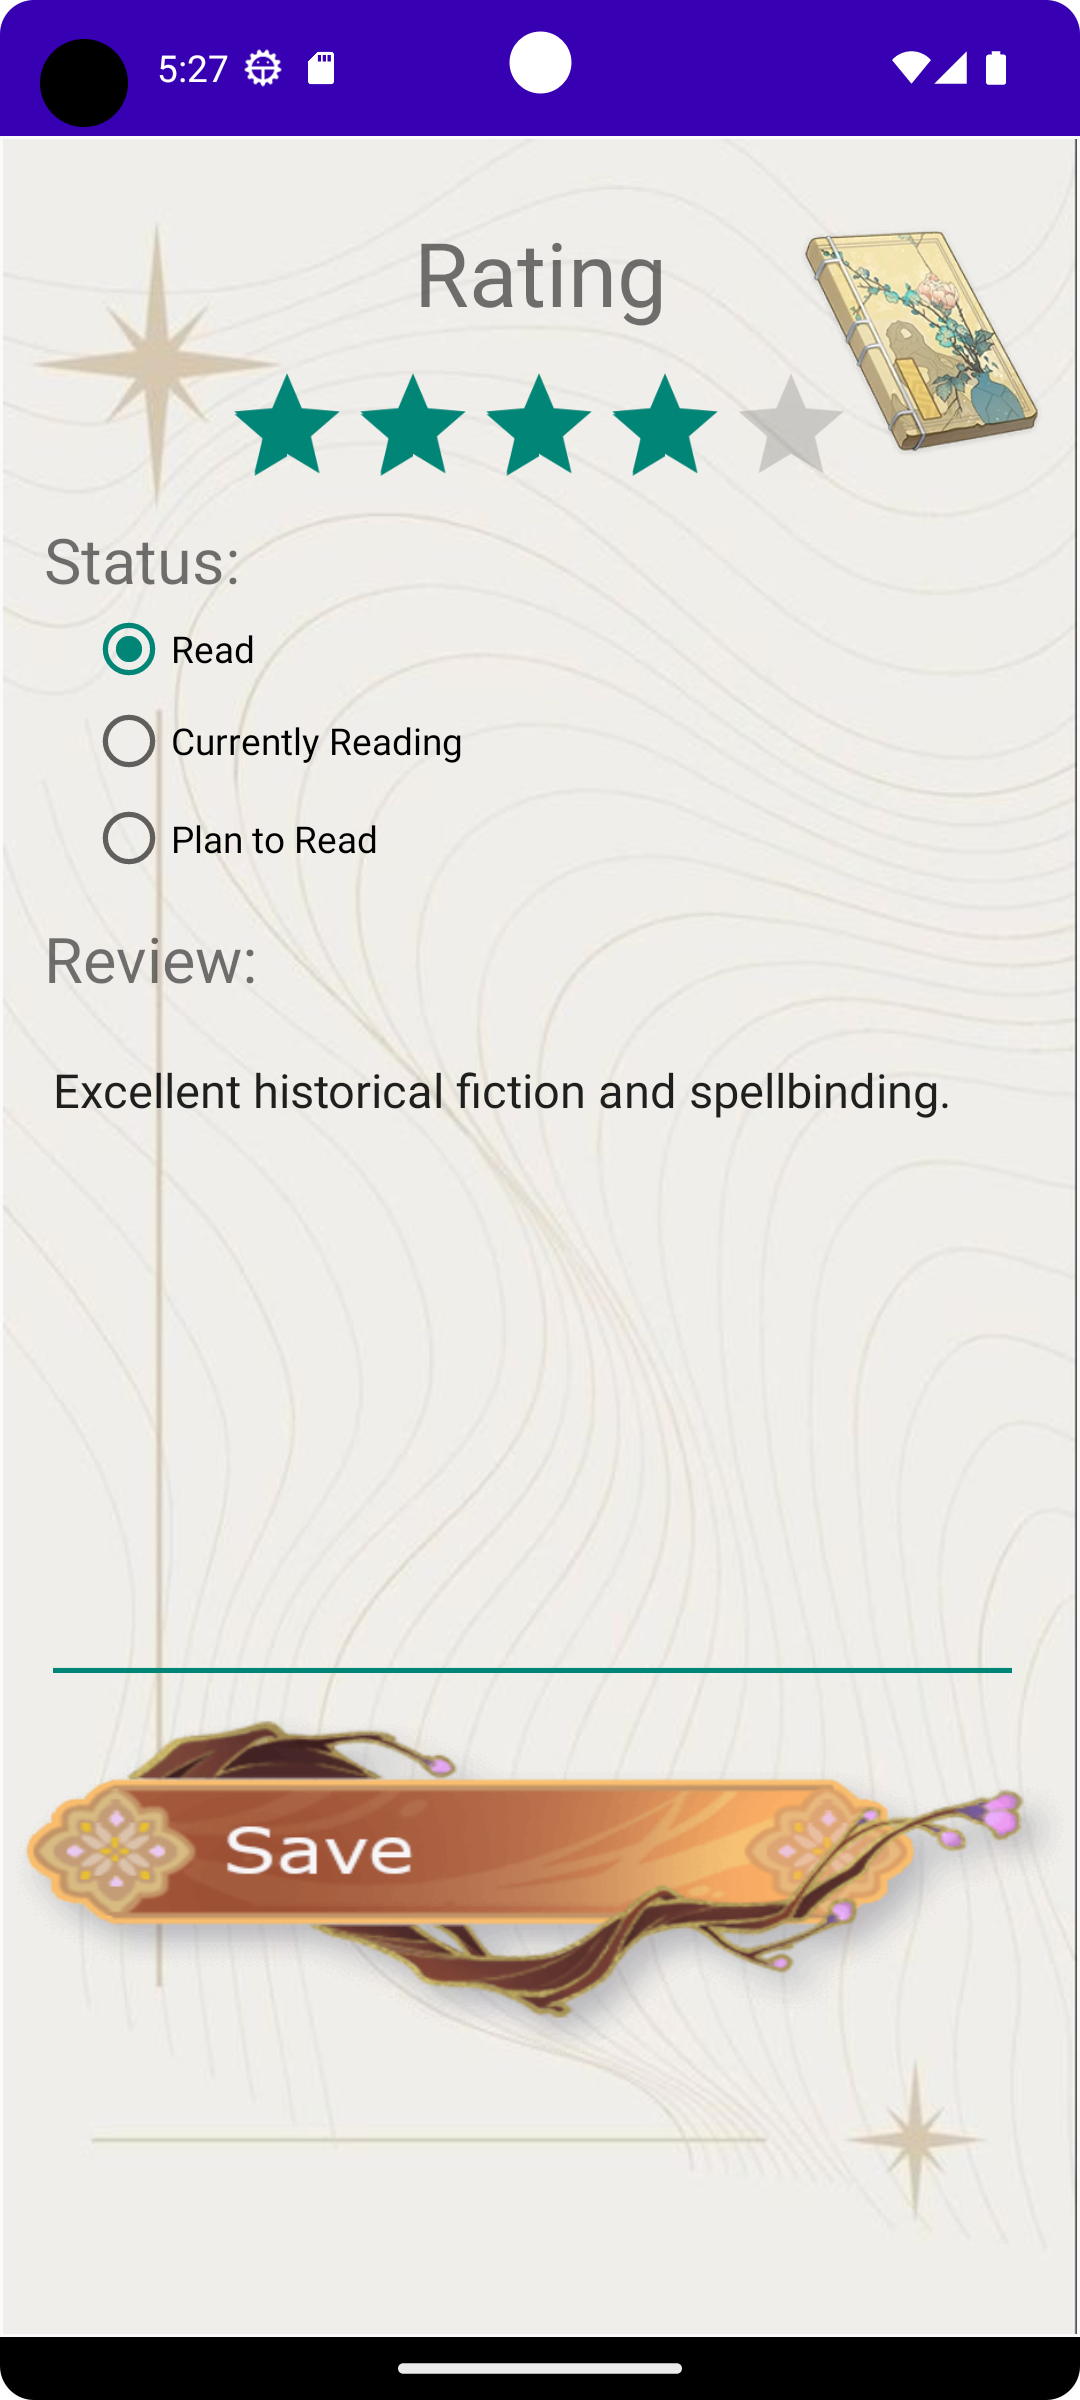 5:27
Rating
Status:
Read
Currently Reading
Plan to Read
Review:
Excellent historical fiction and spellbinding.
Save